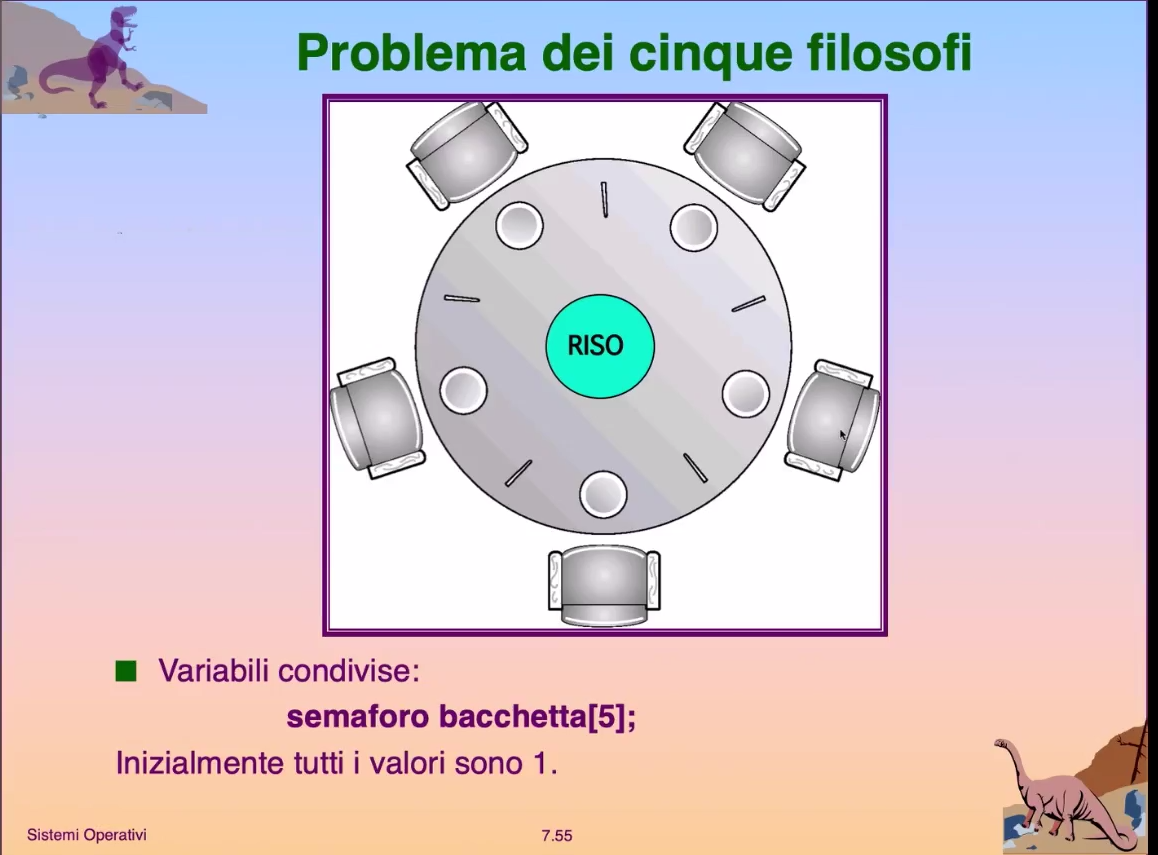 Problema dei cinque filosofi
RISO
Variabili condivise:
semaforo bacchetta[5];
Inizialmente tutti i valori sono 1.
Sistemi Operativi
7.55